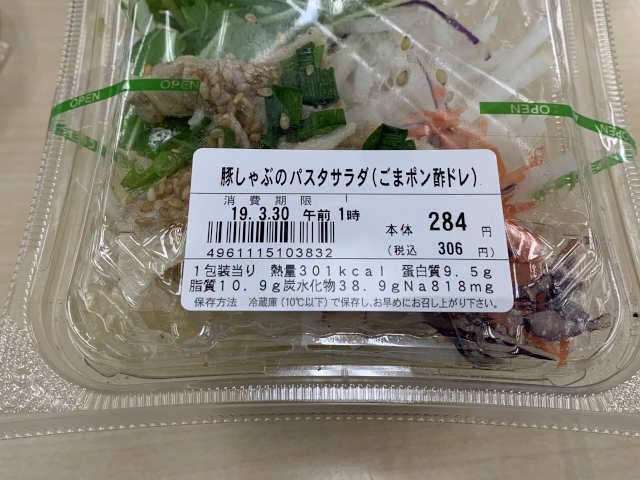 OPEN
OPEN
OPEN
OPEN
豚しゃぶのパスタサラダ(ごまポン酢ドレ)
消費期限
19. 3.30 午前 1時
本体 284 円
(税込 306 円)
4961115103832
1包装当り 熱量301kcal 蛋白質9.5g
脂質10.9g炭水化物38.9gNa818mg
保存方法 冷蔵庫(10℃以下)で保存し、お早めにお召し上がり下さい。